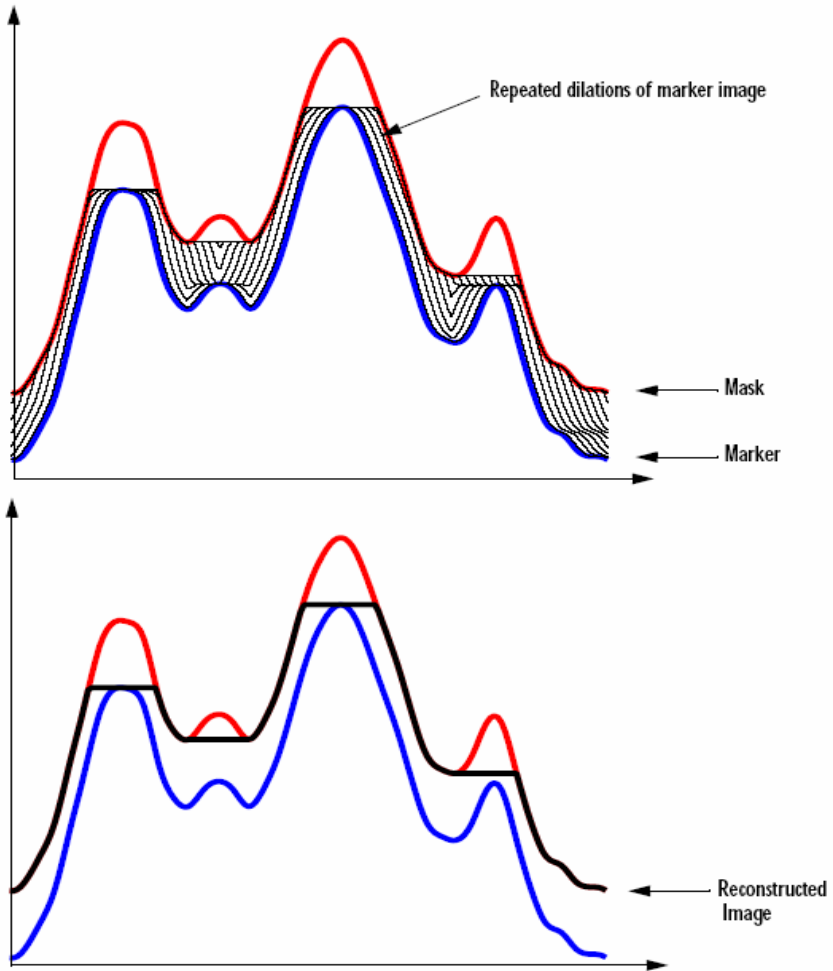 Repeated dilations of marker image
Mask
Marker
Reconstructed
Image